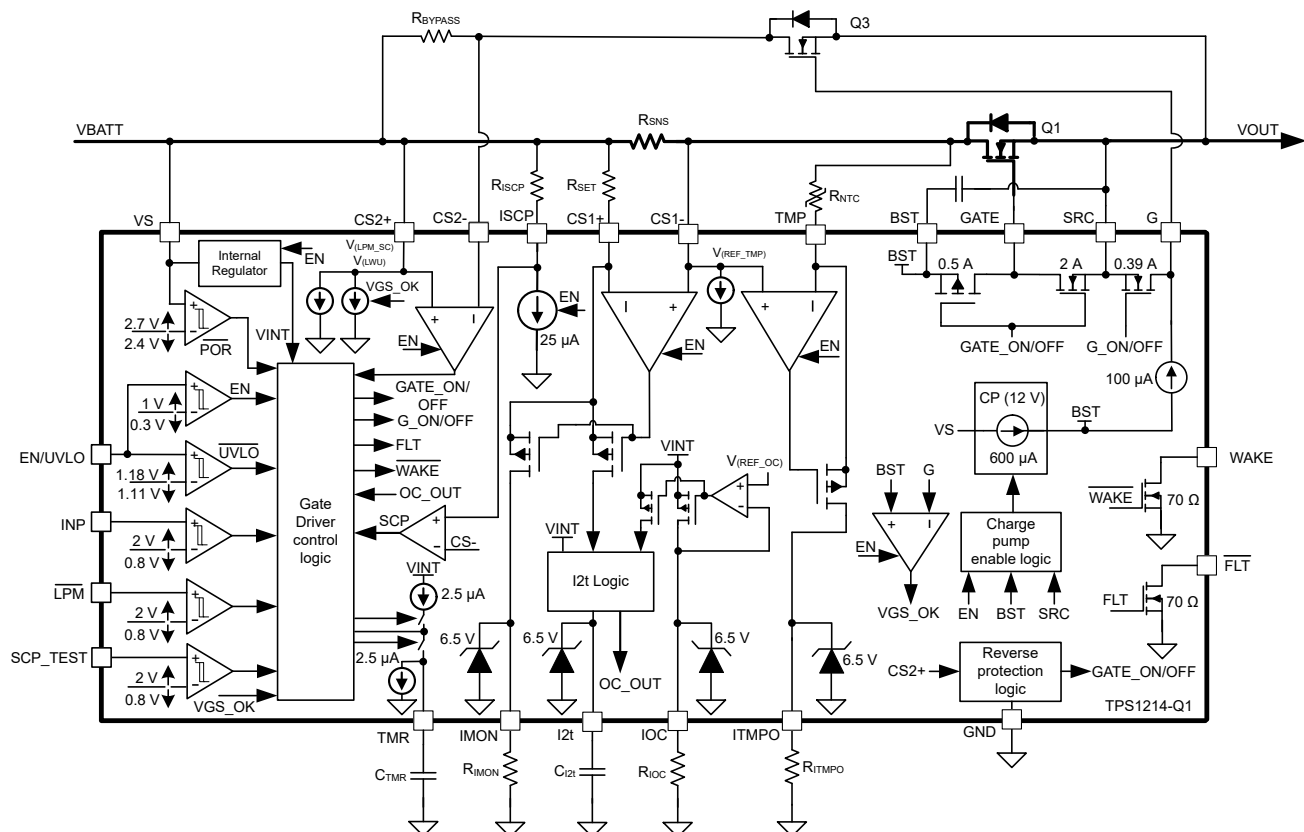 RBYPASS
Q3
VBATT
RSNS
Q1
VOUT
RISCP
RSET
RNTC
VS
CS2+
CS2-
ISCP
CS1+
CS1-
TMP
BST
GATE
SRC
G
Internal Regulator
EN
V(LPM_SC)
V(LWU)
VGS_OK
V(REF_TMP)
BST
0.5 A
2 A
0.39 A
2.7 V
2.4 V
POR
VINT
EN
EN
25 µA
EN
EN
GATE_ON/OFF
G_ON/OFF
100 µA
1 V
0.3 V
EN
GATE_ON/
OFF
G_ON/OFF
CP (12 V)
VS
600 µA
BST
EN/UVLO
1.18 V
1.11 V
UVLO
FLT
WAKE
OC_OUT
VINT
V(REF_OC)
BST
G
WAKE
WAKE
70 Ω
INP
2 V
0.8 V
Gate
Driver
control
logic
SCP
CS-
VINT
I2t Logic
EN
VGS_OK
Charge
pump
enable logic
EN
BST
SRC
FLT
FLT
70 Ω
LPM
2 V
0.8 V
VINT
2.5 µA
2.5 µA
SCP_TEST
2 V
0.8 V
VGS_OK
6.5 V
6.5 V
OC_OUT
6.5 V
6.5 V
CS2+
Reverse
protection
logic
GATE_ON/OFF
TPS1214-Q1
TMR
IMON
I2t
IOC
ITMPO
GND
CTMR
RIMON
CI2t
RIOC
RITMPO